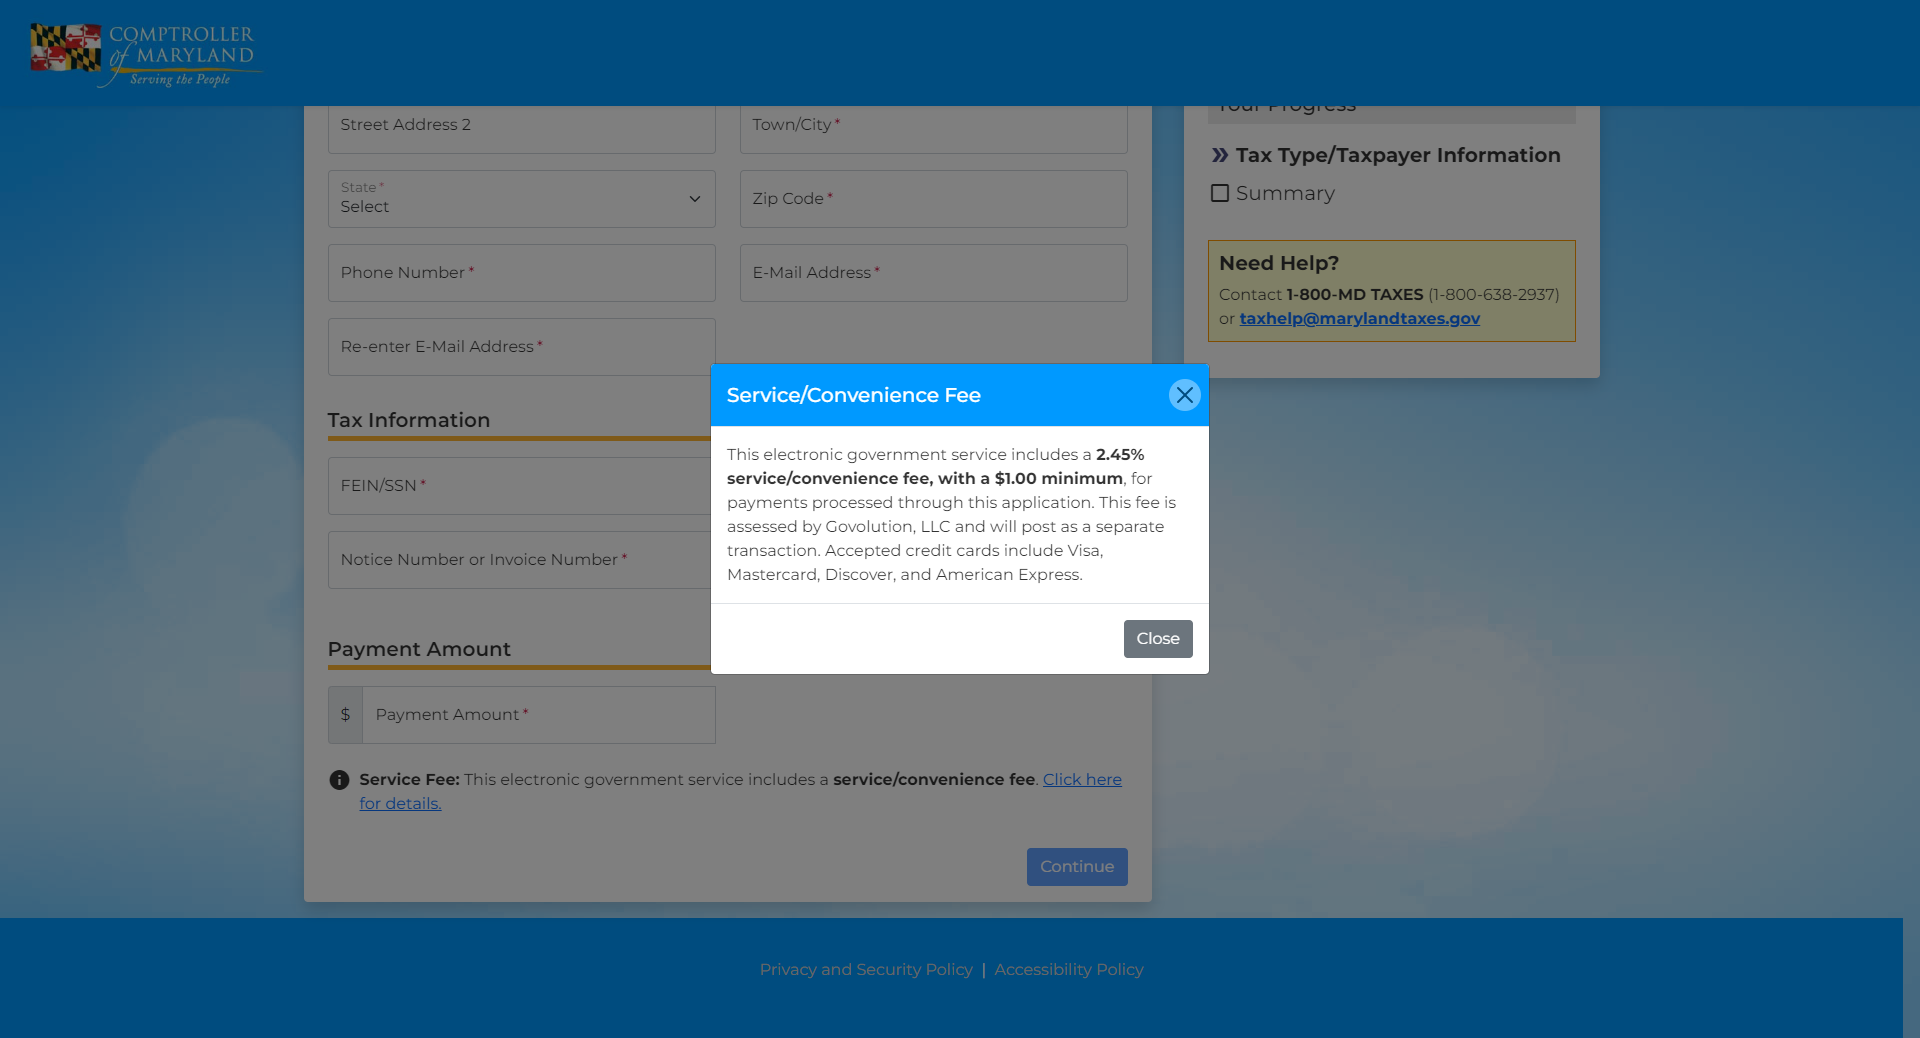 COMPTROLLER
of MARYLAND
Serving the People
Street Address 2
Town/City *
State *
Select
Zip Code *
Phone Number *
E-Mail Address *
Re-enter E-Mail Address *
Tax Information
FEIN/SSN *
Notice Number or Invoice Number *
Payment Amount
$ Payment Amount *
Service Fee: This electronic government service includes a service/convenience fee. Click here
for details.
Continue
Your Progress
Tax Type/Taxpayer Information
Summary
Need Help?
Contact 1-800-MD TAXES (1-800-638-2937)
or taxhelp@marylandtaxes.gov
Service/Convenience Fee
This electronic government service includes a 2.45%
service/convenience fee, with a $1.00 minimum, for
payments processed through this application. This fee is
assessed by Govolution, LLC and will post as a separate
transaction. Accepted credit cards include Visa,
Mastercard, Discover, and American Express.
Close
Privacy and Security Policy | Accessibility Policy